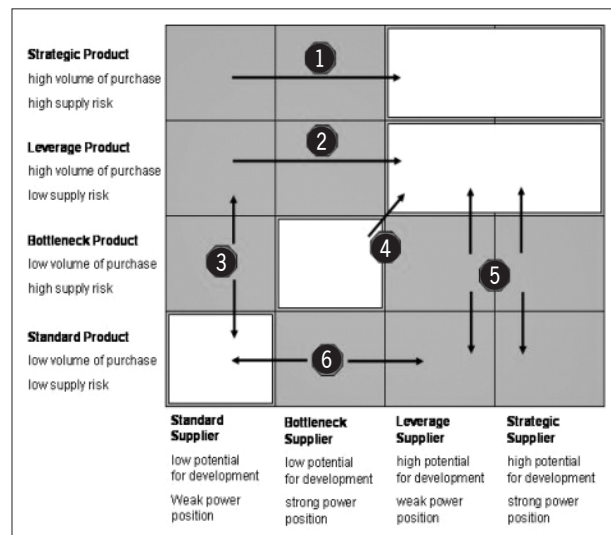 Strategic Product
high volume of purchase
high supply risk
1
Leverage Product
high volume of purchase
low supply risk
2
Bottleneck Product
low volume of purchase
high supply risk
3
4
5
Standard Product
low volume of purchase
low supply risk
6
Standard
Supplier
low potential
for development
Weak power
position
Bottleneck
Supplier
low potential
for development
strong power
position
Leverage
Supplier
high potential
for development
weak power
position
Strategic
Supplier
high potential
for development
strong power
position